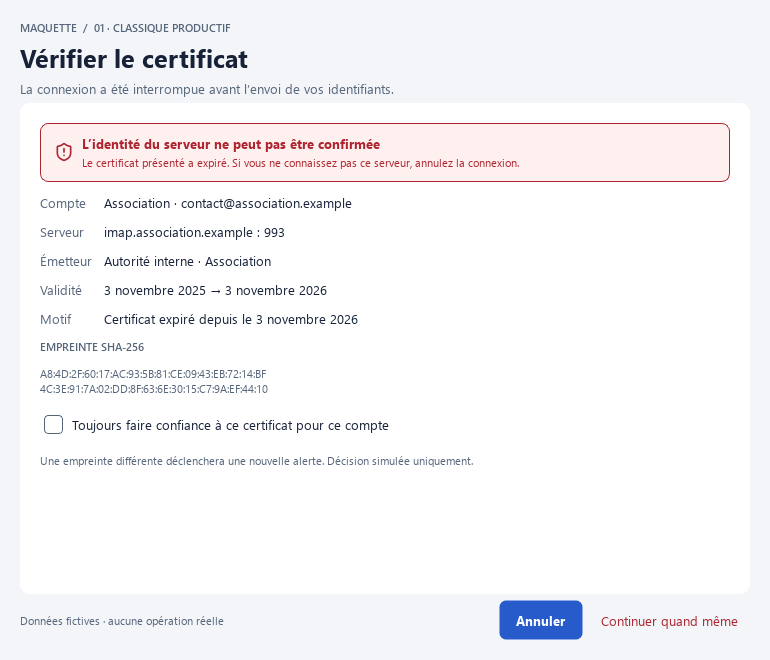 MAQUETTE / 01 · CLASSIQUE PRODUCTIF
Vérifier le certificat
La connexion a été interrompue avant l’envoi de vos identifiants.
L’identité du serveur ne peut pas être confirmée
Le certificat présenté a expiré. Si vous ne connaissez pas ce serveur, annulez la connexion.
Compte Association · contact@association.example
Serveur imap.association.example : 993
Émetteur Autorité interne · Association
Validité 3 novembre 2025 → 3 novembre 2026
Motif Certificat expiré depuis le 3 novembre 2026
EMPREINTE SHA-256
A8:4D:2F:60:17:AC:93:5B:81:CE:09:43:EB:72:14:BF
4C:3E:91:7A:02:DD:8F:63:6E:30:15:C7:9A:EF:44:10
Toujours faire confiance à ce certificat pour ce compte
Une empreinte différente déclenchera une nouvelle alerte. Décision simulée uniquement.
Données fictives · aucune opération réelle
Annuler
Continuer quand même